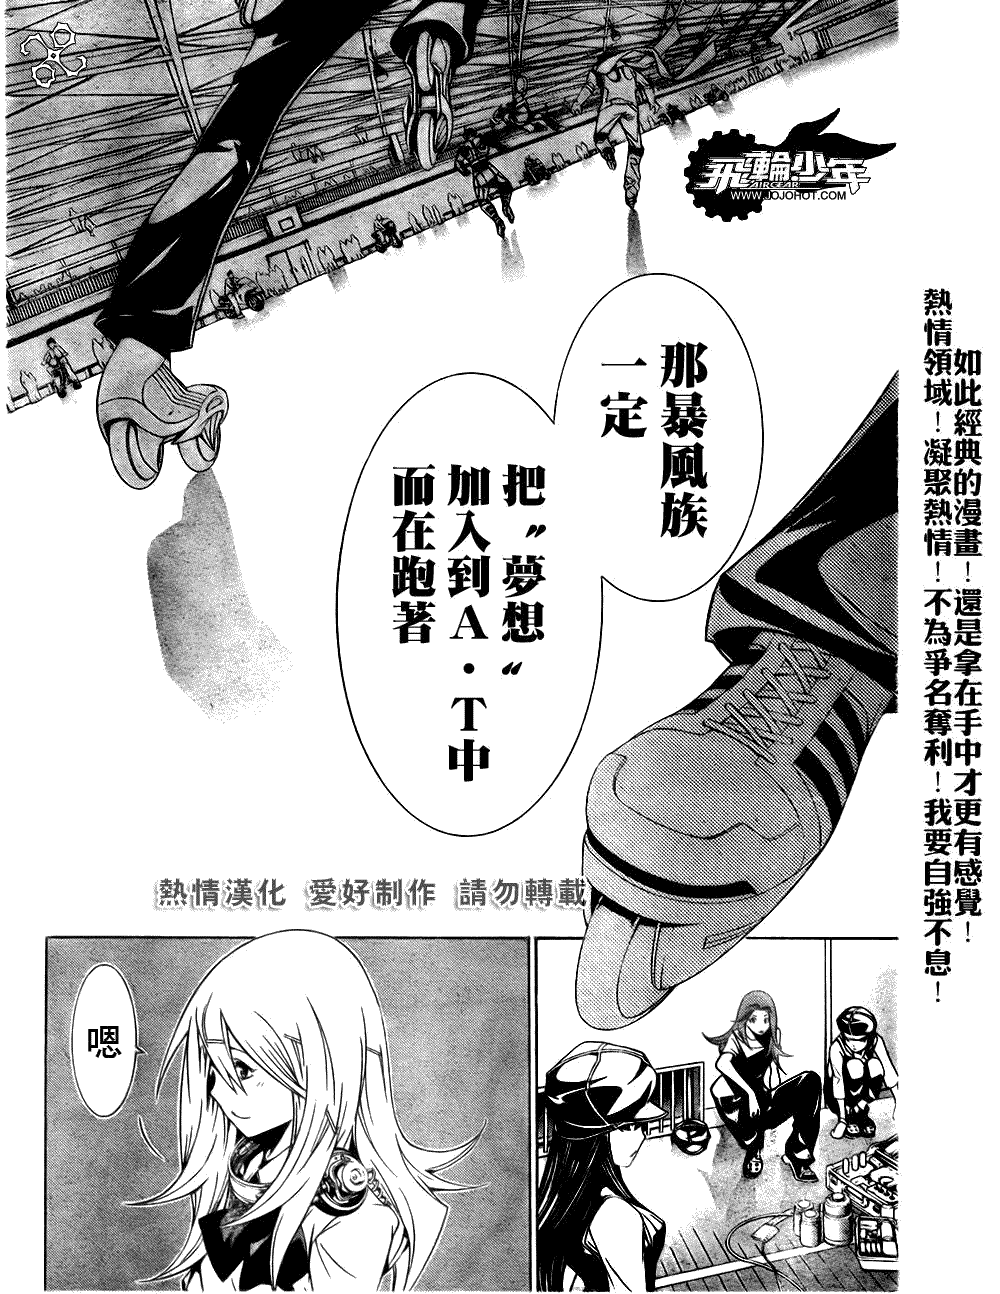 飛輪少年
AIRGEAR
WWW.JOJOHOT.COM
如此經典的漫畫！還是拿在手中才更有感覺！
熱情領域！凝聚熱情！不為爭名奪利！我要自強不息！
那暴風族
一定
把〝夢想〞
加入到A·T中
而在跑著
熱情漢化 愛好制作 請勿轉載
嗯